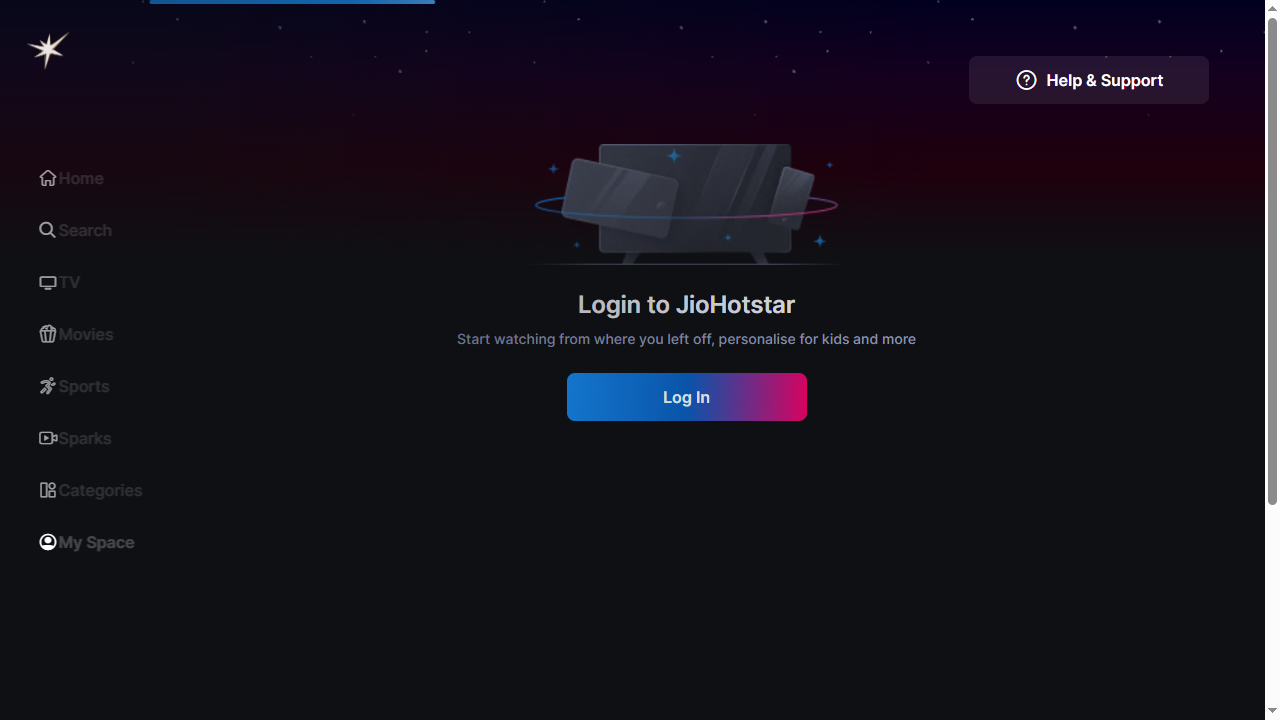 Help & Support
Home
Search
TV
Movies
Sports
Sparks
Categories
My Space
Login to JioHotstar
Start watching from where you left off, personalise for kids and more
Log In